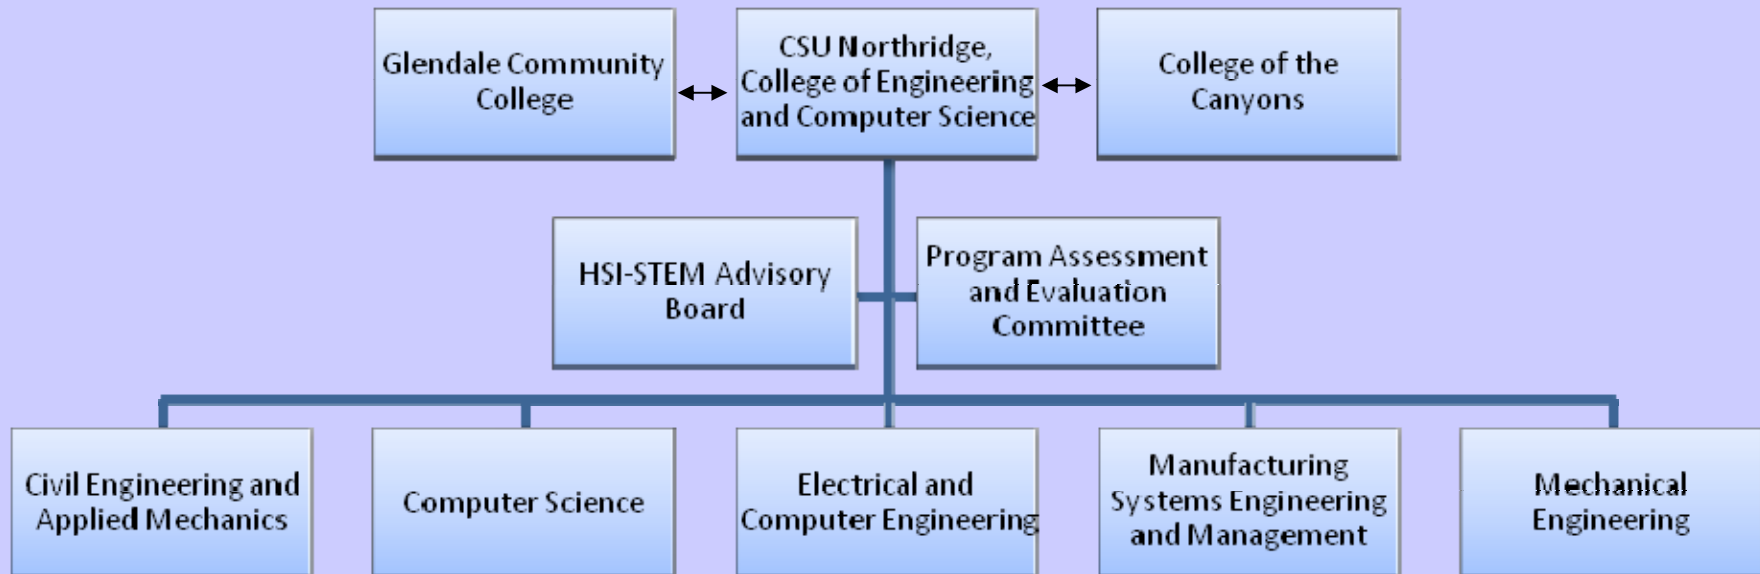 Glendale Community
College
CSU Northridge,
College of Engineering
and Computer Science
College of the
Canyons
HSI-STEM Advisory
Board
Program Assessment
and Evaluation
Committee
Civil Engineering and
Applied Mechanics
Computer Science
Electrical and
Computer Engineering
Manufacturing
Systems Engineering
and Management
Mechanical
Engineering